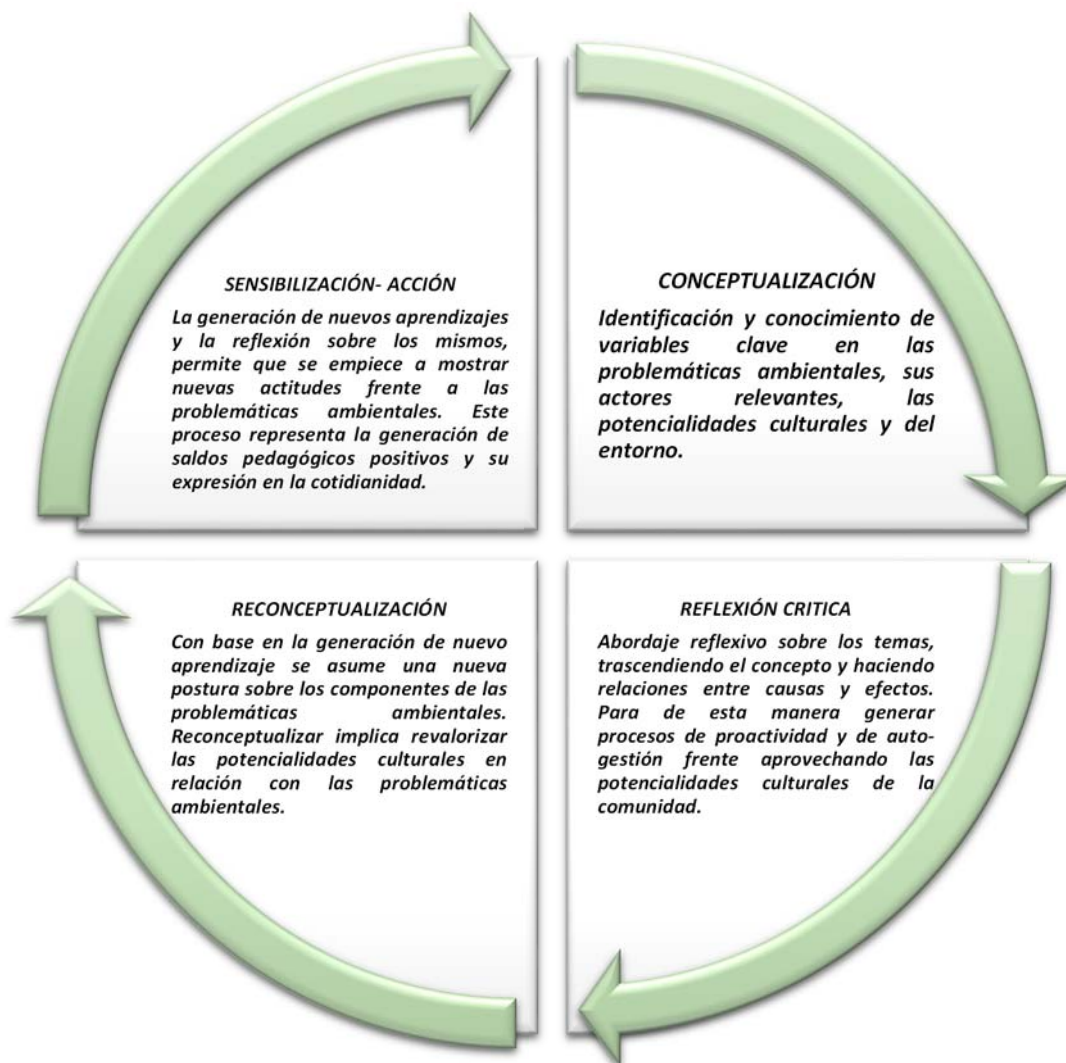 SENSIBILIZACIÓN- ACCIÓN
La generación de nuevos aprendizajes
y la reflexión sobre los mismos,
permite que se empiece a mostrar
nuevas actitudes frente a las
problemáticas ambientales. Este
proceso representa la generación de
saldos pedagógicos positivos y su
expresión en la cotidianidad.
CONCEPTUALIZACIÓN
Identificación y conocimiento de
variables clave en las
problemáticas ambientales, sus
actores relevantes, las
potencialidades culturales y del
entorno.
RECONCEPTUALIZACIÓN
Con base en la generación de nuevo
aprendizaje se asume una nueva
postura sobre los componentes de las
problemáticas ambientales.
Reconceptualizar implica revalorizar
las potencialidades culturales en
relación con las problemáticas
ambientales.
REFLEXIÓN CRITICA
Abordaje reflexivo sobre los temas,
trascendiendo el concepto y haciendo
relaciones entre causas y efectos.
Para de esta manera generar
procesos de proactividad y de auto-
gestión frente aprovechando las
potencialidades culturales de la
comunidad.